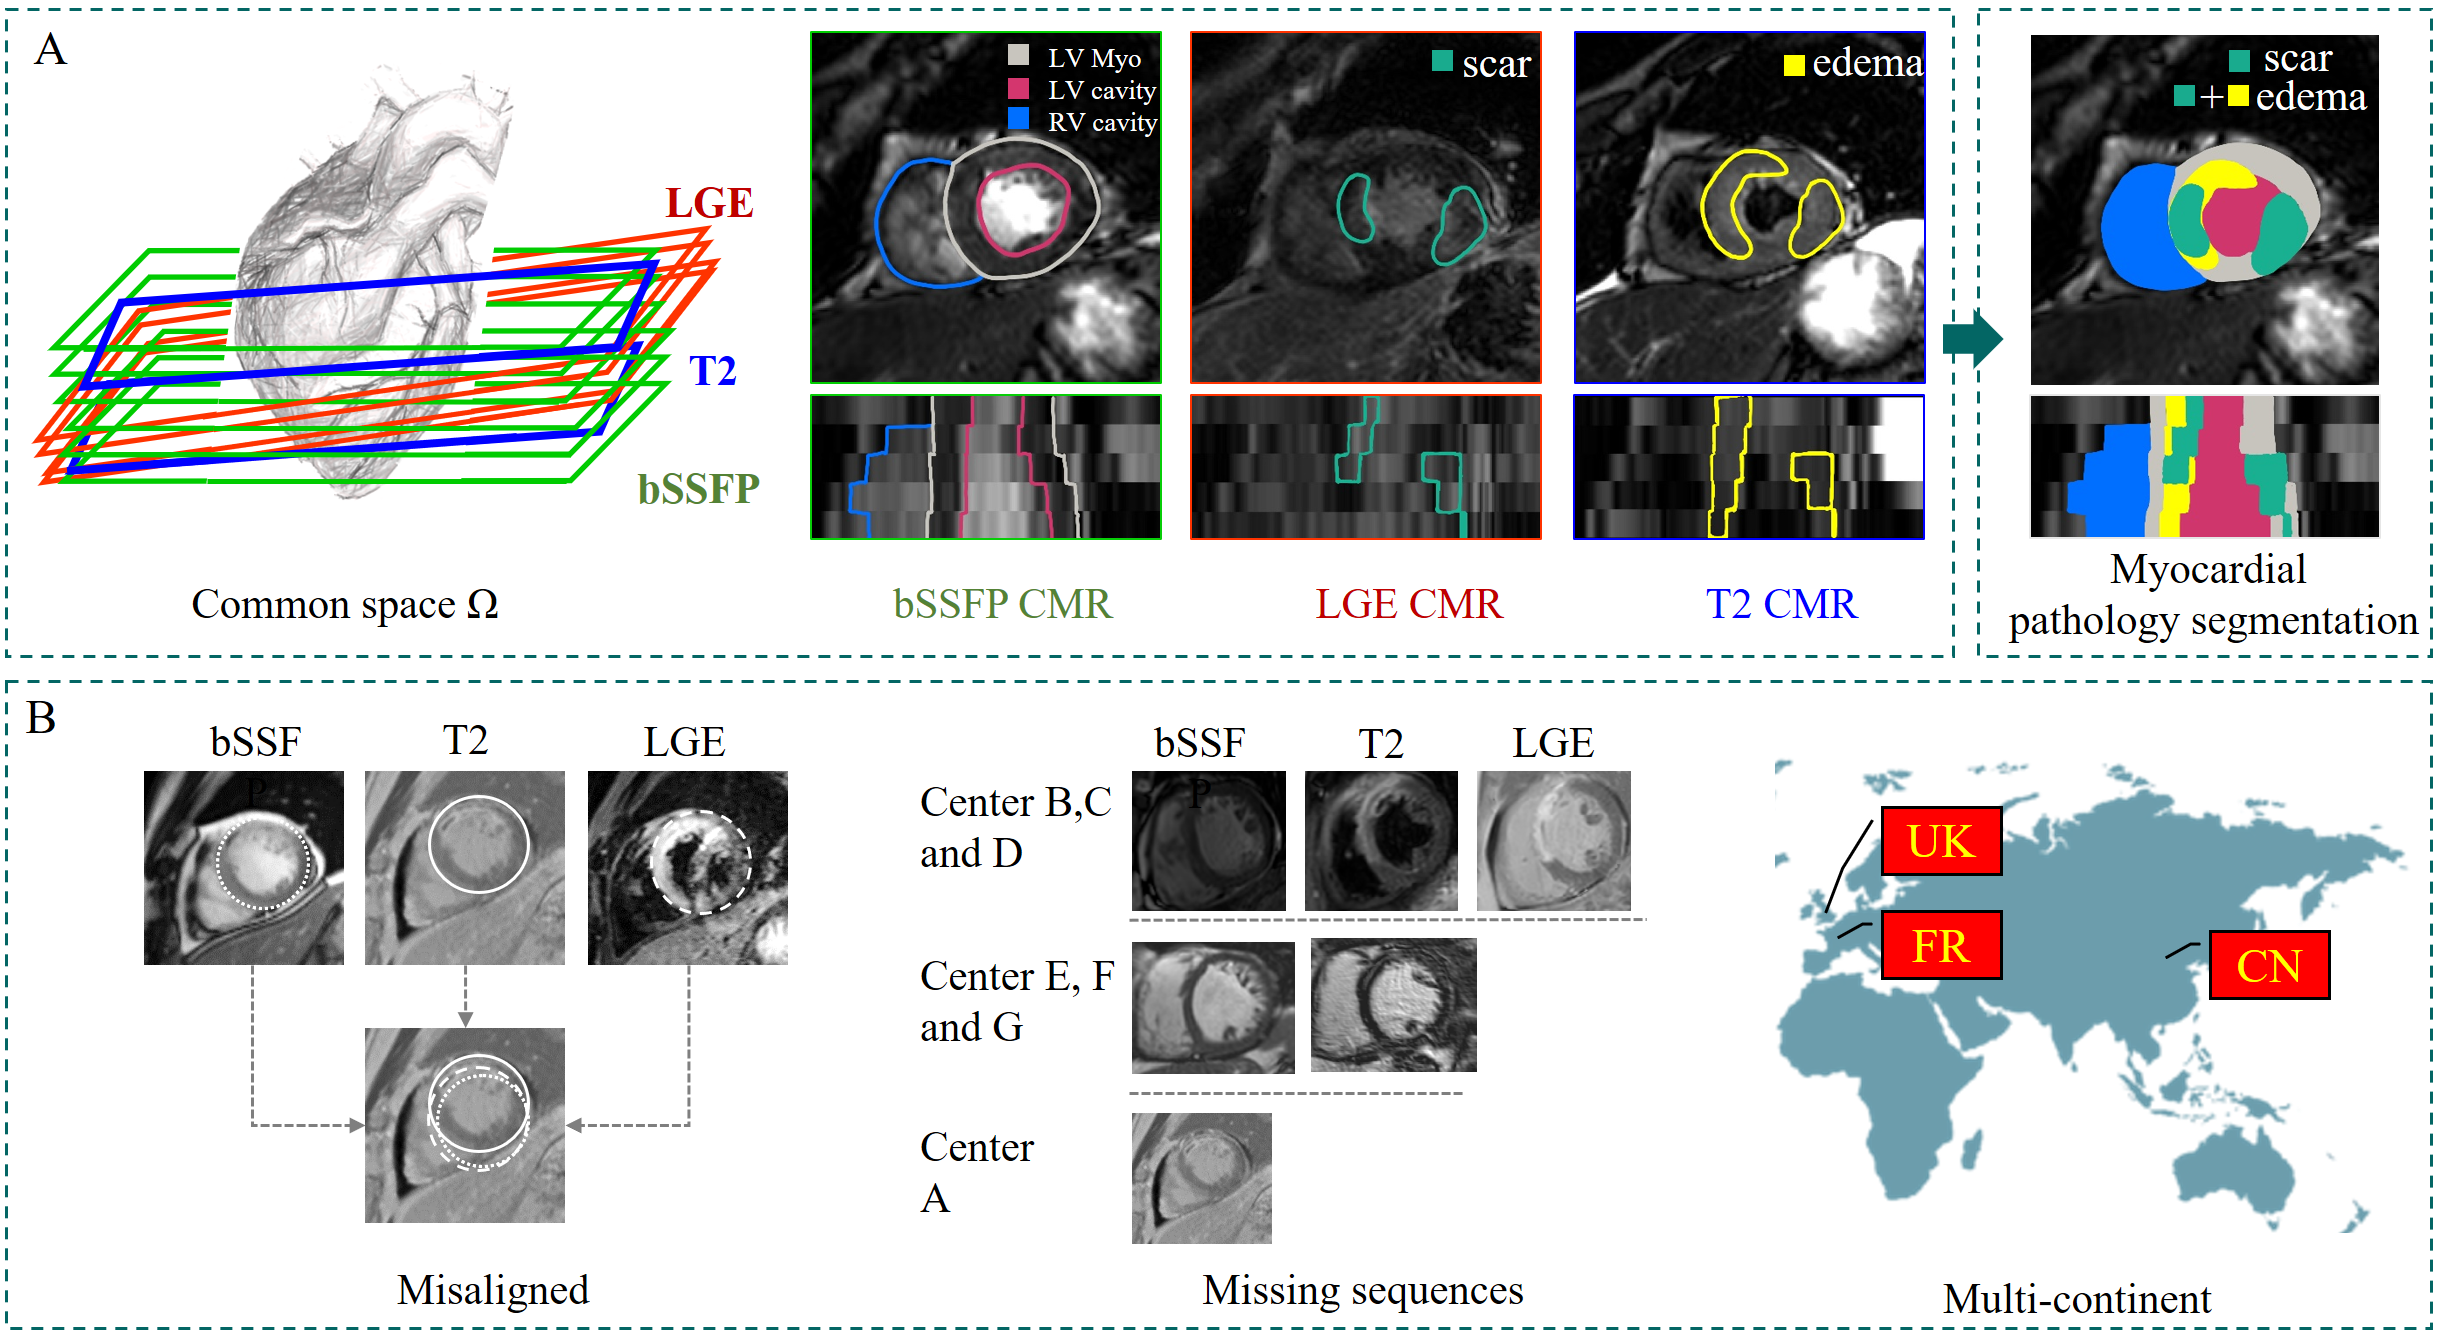 A
LGE
T2
bSSFP
Common space Ω
LV Myo
LV cavity
RV cavity
bSSFP CMR
scar
LGE CMR
edema
T2 CMR
scar
+ edema
Myocardial
pathology segmentation
B
bSSF
P
T2
LGE
Misaligned
bSSF
P
T2
LGE
Center B,C
and D
Center E, F
and G
Center
A
Missing sequences
UK
FR
CN
Multi-continent